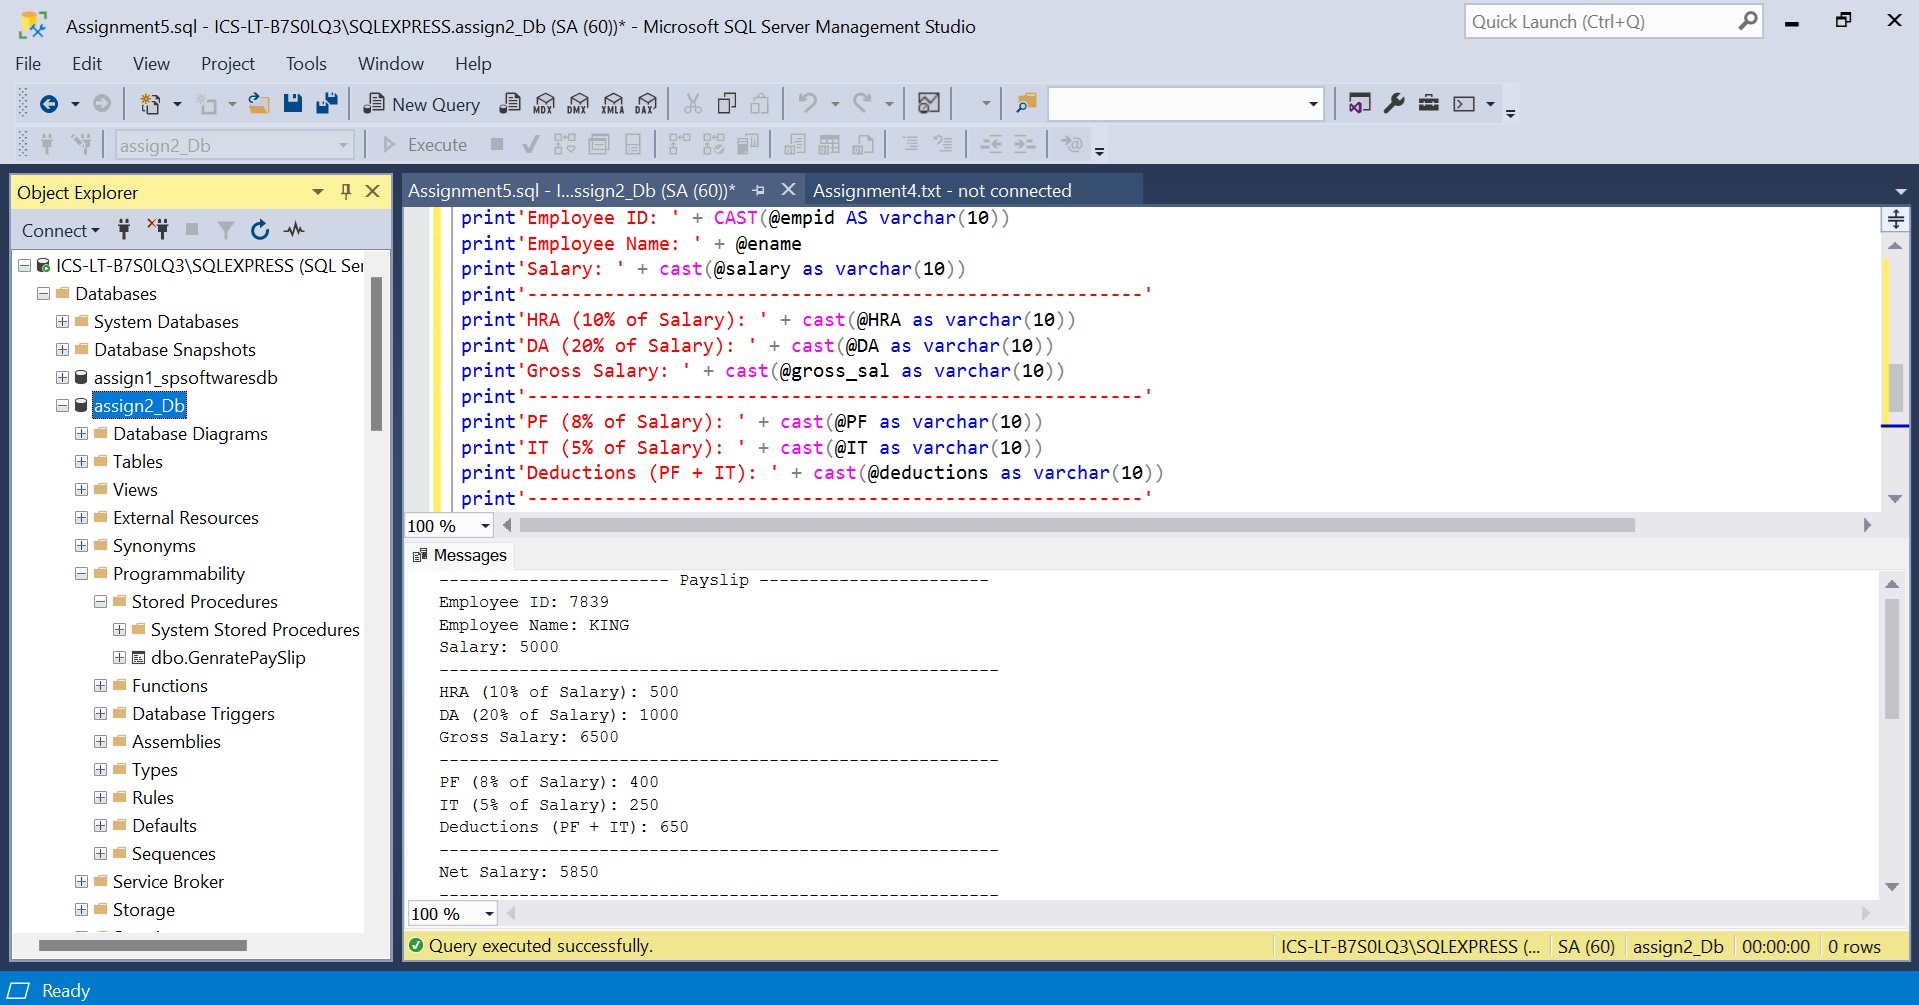 Assignment5.sql - ICS-LT-B7S0LQ3\SQLEXPRESS.assign2_Db (SA (60))* - Microsoft SQL Server Management Studio
Quick Launch (Ctrl+Q)
File Edit View Project Tools Window Help
New Query MDX DMX XMLA DAX
assign2_Db Execute
Object Explorer
Connect
ICS-LT-B7S0LQ3\SQLEXPRESS (SQL Ser
Databases
System Databases
Database Snapshots
assign1_spsoftwaresdb
assign2_Db
Database Diagrams
Tables
Views
External Resources
Synonyms
Programmability
Stored Procedures
System Stored Procedures
dbo.GenratePaySlip
Functions
Database Triggers
Assemblies
Types
Rules
Defaults
Sequences
Service Broker
Storage
Assignment5.sql - I...ssign2_Db (SA (60))* Assignment4.txt - not connected
print'Employee ID: ' + CAST(@empid AS varchar(10))
print'Employee Name: ' + @ename
print'Salary: ' + cast(@salary as varchar(10))
print'--------------------------------------------------------'
print'HRA (10% of Salary): ' + cast(@HRA as varchar(10))
print'DA (20% of Salary): ' + cast(@DA as varchar(10))
print'Gross Salary: ' + cast(@gross_sal as varchar(10))
print'--------------------------------------------------------'
print'PF (8% of Salary): ' + cast(@PF as varchar(10))
print'IT (5% of Salary): ' + cast(@IT as varchar(10))
print'Deductions (PF + IT): ' + cast(@deductions as varchar(10))
print'--------------------------------------------------------'
100 %
Messages
----------------------- Payslip -----------------------
Employee ID: 7839
Employee Name: KING
Salary: 5000
--------------------------------------------------------
HRA (10% of Salary): 500
DA (20% of Salary): 1000
Gross Salary: 6500
--------------------------------------------------------
PF (8% of Salary): 400
IT (5% of Salary): 250
Deductions (PF + IT): 650
--------------------------------------------------------
Net Salary: 5850
--------------------------------------------------------
100 %
Query executed successfully. ICS-LT-B7S0LQ3\SQLEXPRESS (... SA (60) assign2_Db 00:00:00 0 rows
Ready